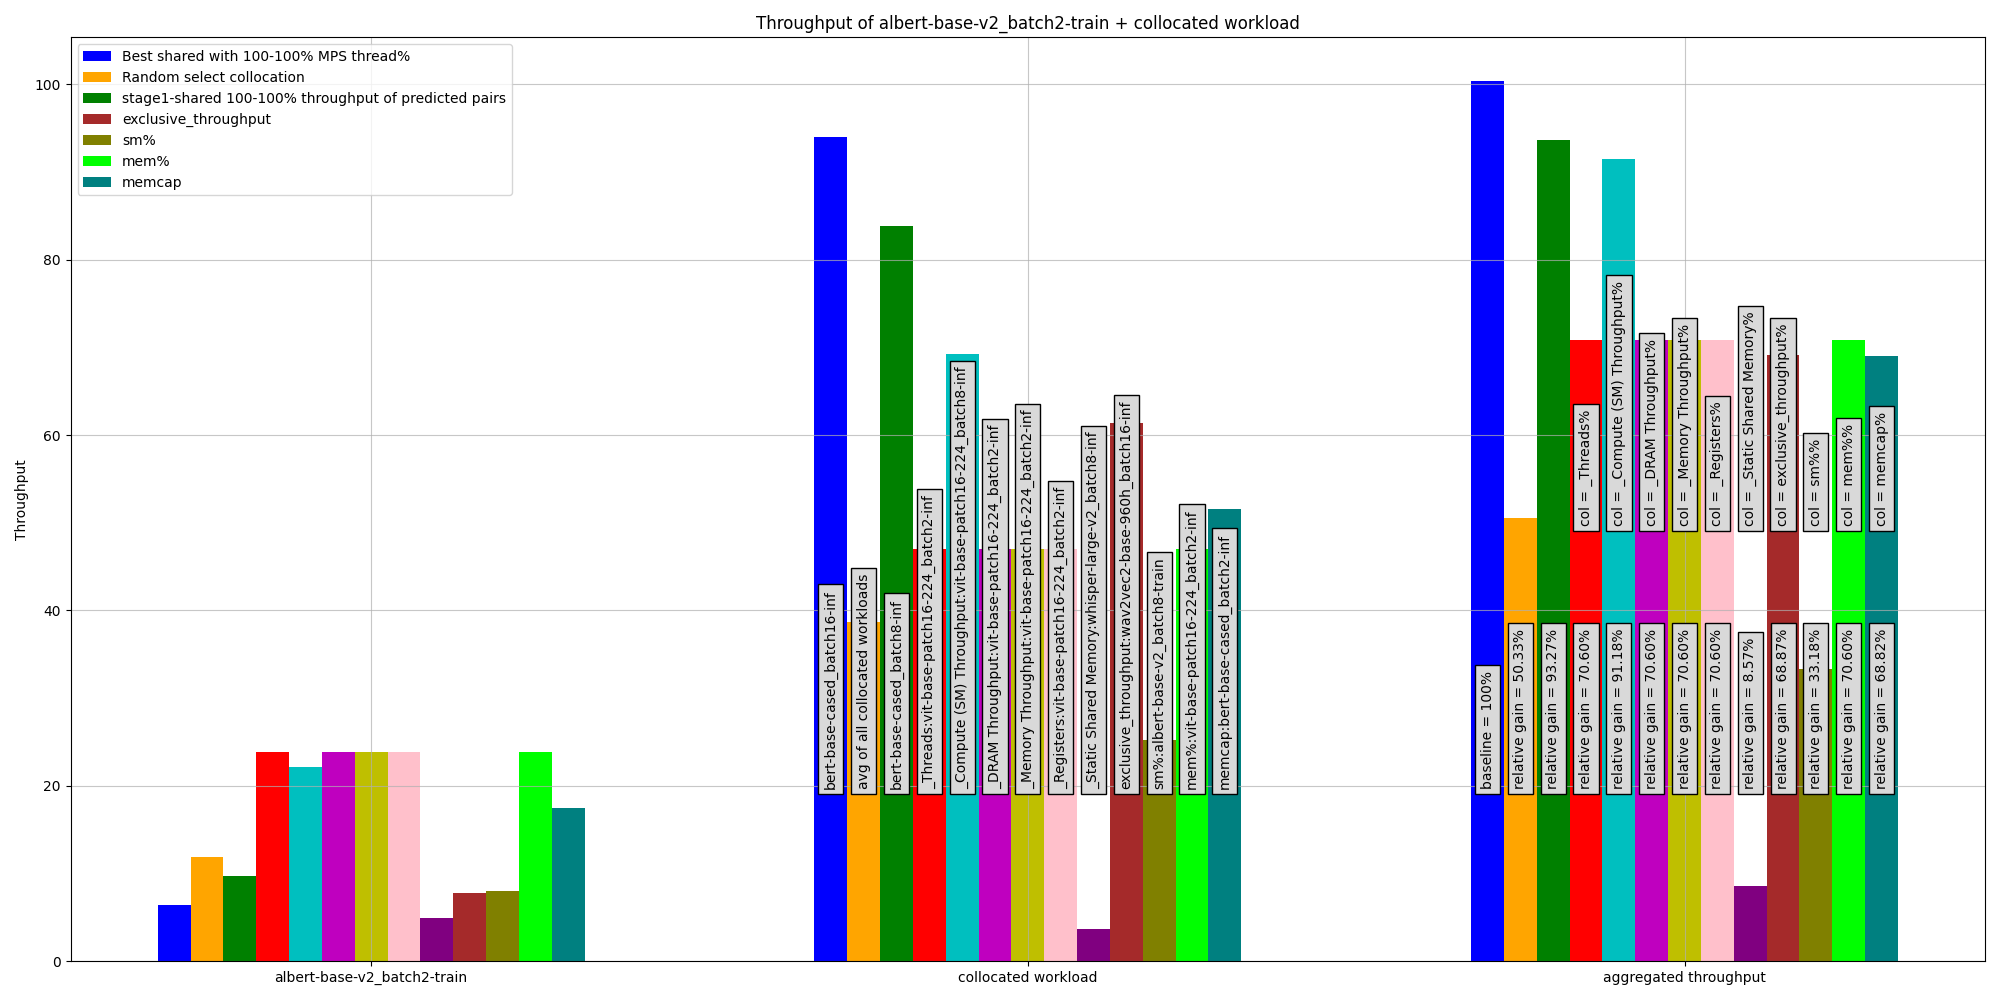 Throughput of albert-base-v2_batch2-train + collocated workload
Best shared with 100-100% MPS thread%
Random select collocation
stage1-shared 100-100% throughput of predicted pairs
exclusive_throughput
sm%
mem%
memcap
Throughput
100
80
60
40
20
0
bert-base-cased_batch16-inf
avg of all collocated workloads
bert-base-cased_batch8-inf
_Threads:vit-base-patch16-224_batch2-inf
_Compute (SM) Throughput:vit-base-patch16-224_batch8-inf
_DRAM Throughput:vit-base-patch16-224_batch2-inf
_Memory Throughput:vit-base-patch16-224_batch2-inf
_Registers:vit-base-patch16-224_batch2-inf
_Static Shared Memory:whisper-large-v2_batch8-inf
exclusive_throughput:wav2vec2-base-960h_batch16-inf
sm%:albert-base-v2_batch8-train
mem%:vit-base-patch16-224_batch2-inf
memcap:bert-base-cased_batch2-inf
col = _Threads%
col = _Compute (SM) Throughput%
col = _DRAM Throughput%
col = _Memory Throughput%
col = _Registers%
col = _Static Shared Memory%
col = exclusive_throughput%
col = sm%%
col = mem%%
col = memcap%
baseline = 100%
relative gain = 50.33%
relative gain = 93.27%
relative gain = 70.60%
relative gain = 91.18%
relative gain = 70.60%
relative gain = 70.60%
relative gain = 70.60%
relative gain = 8.57%
relative gain = 68.87%
relative gain = 33.18%
relative gain = 70.60%
relative gain = 68.82%
albert-base-v2_batch2-train
collocated workload
aggregated throughput